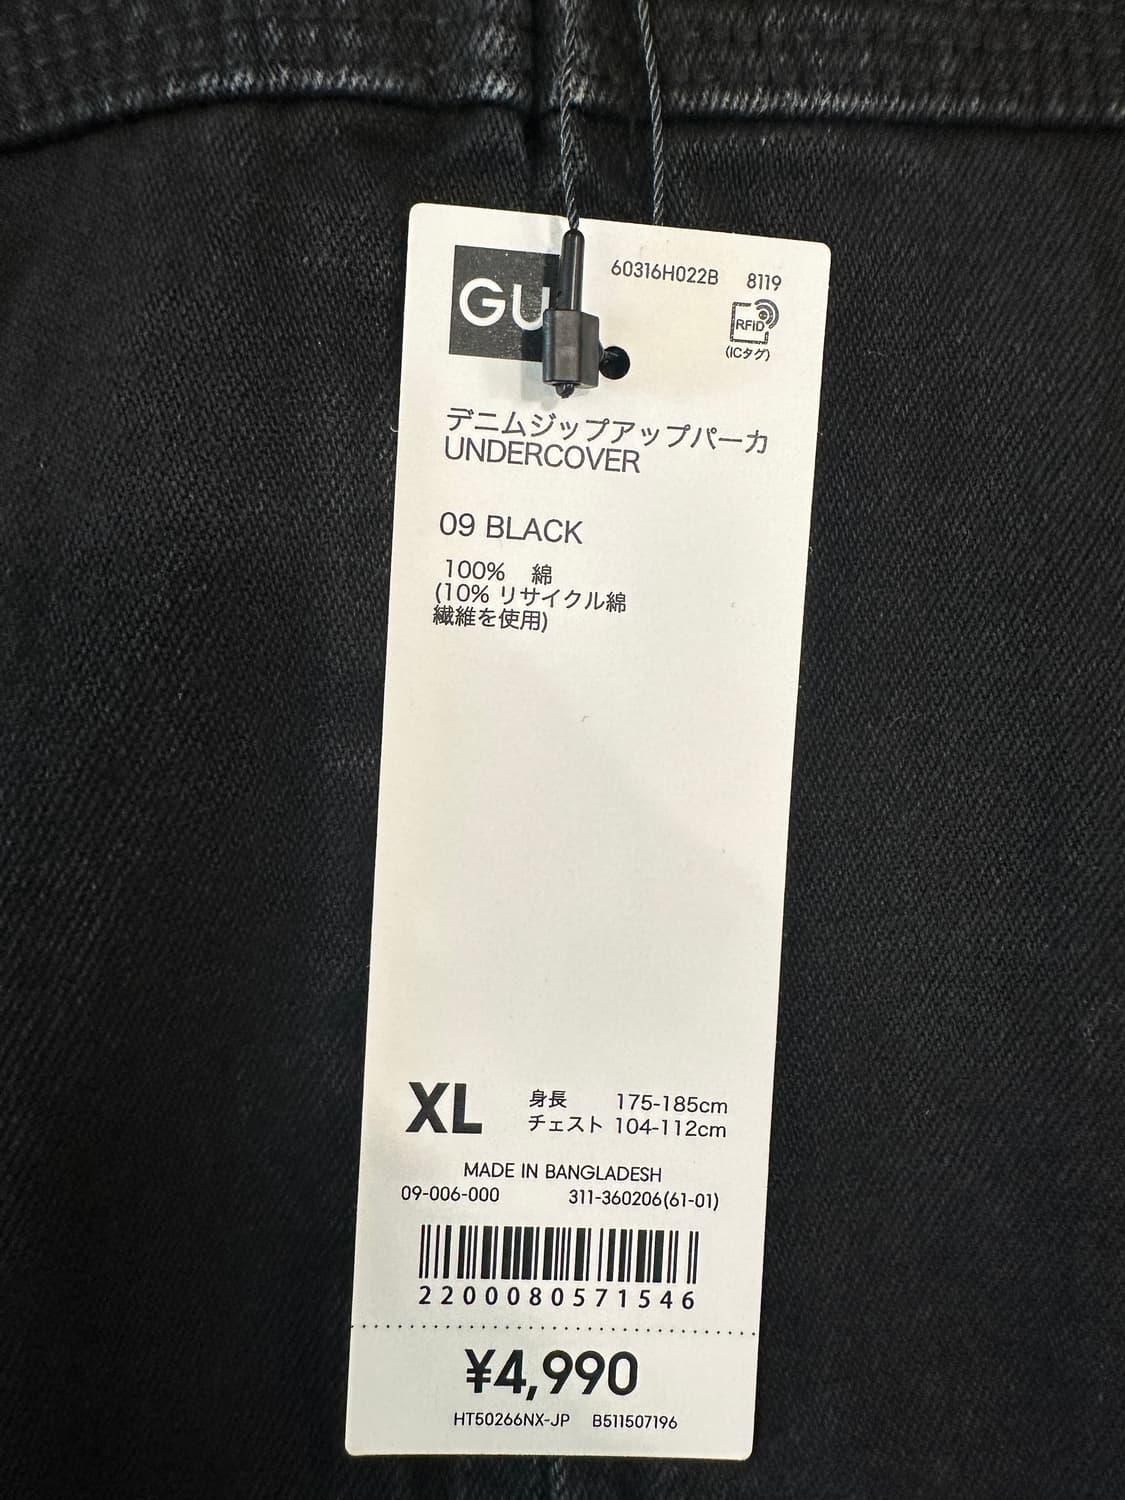 GU
60316H022B 8119
RFID
(ICタグ)
デニムジップアップパーカ
UNDERCOVER
09 BLACK
100% 綿
(10% リサイクル綿
繊維を使用)
XL
身長 175-185cm
チェスト 104-112cm
MADE IN BANGLADESH
09-006-000 311-360206(61-01)
2200080571546
¥4,990
HT50266NX-JP B511507196